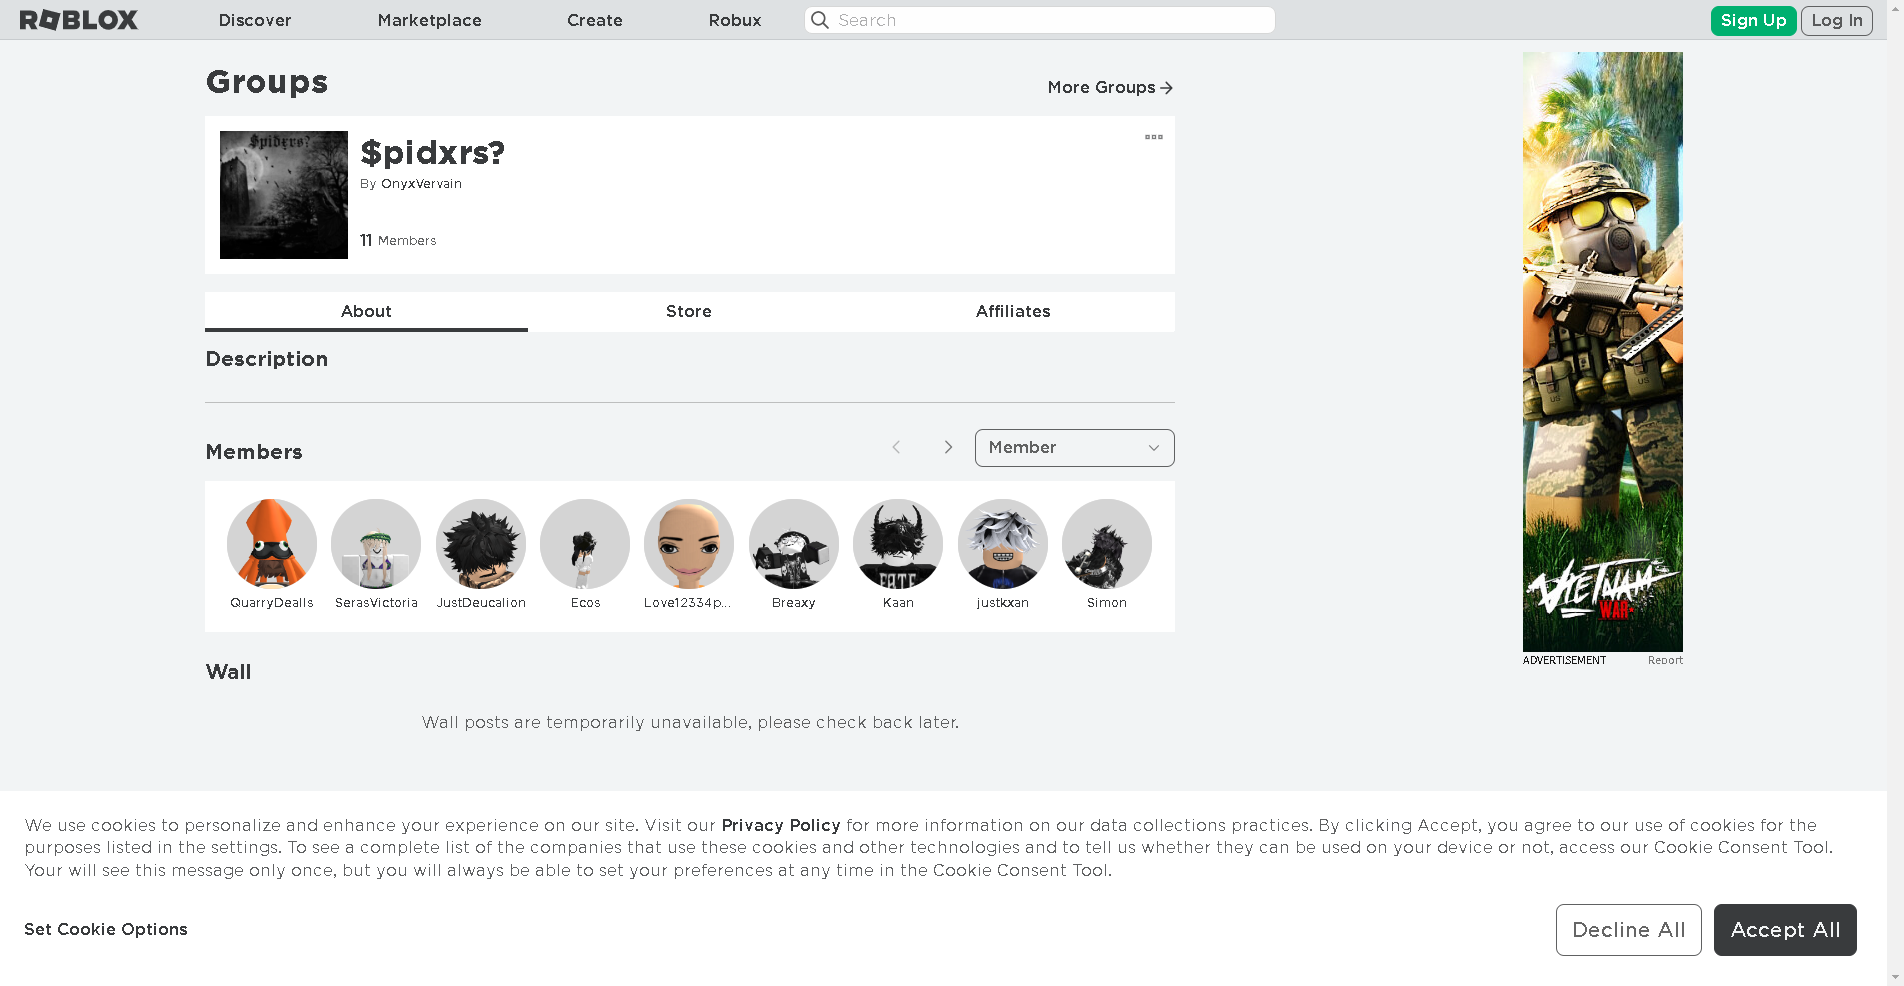 ROBLOX
Discover
Marketplace
Create
Robux
Search
Sign Up
Log In
Groups
More Groups
$pidxrs?
$pidxrs?
By OnyxVervain
11 Members
About
Store
Affiliates
Description
Members
Member
QuarryDealls
SerasVictoria
JustDeucalion
Ecos
Love12334p...
Breaxy
Kaan
justkxan
Simon
FATE
US
US
VIETNAM
WAR
ADVERTISEMENT
Report
Wall
Wall posts are temporarily unavailable, please check back later.
We use cookies to personalize and enhance your experience on our site. Visit our Privacy Policy for more information on our data collections practices. By clicking Accept, you agree to our use of cookies for the
purposes listed in the settings. To see a complete list of the companies that use these cookies and other technologies and to tell us whether they can be used on your device or not, access our Cookie Consent Tool.
Your will see this message only once, but you will always be able to set your preferences at any time in the Cookie Consent Tool.
Set Cookie Options
Decline All
Accept All